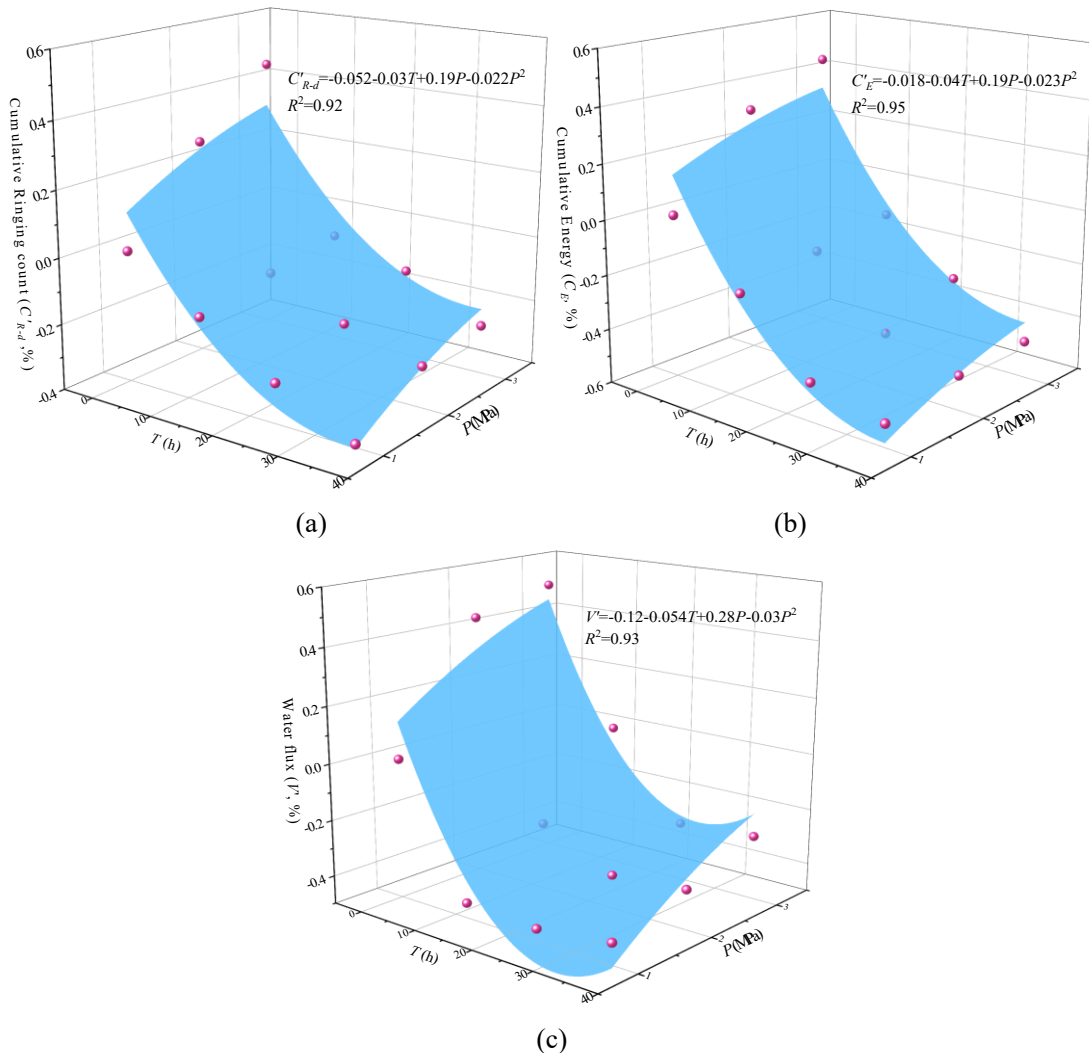 0.6
0.4
0.2
0.0
-0.2
-0.4
Cumulative Ringing count (C'R-d ,%)
C'R-d=-0.052-0.03T+0.19P-0.022P²
R²=0.92
0
10
20
30
40
T (h)
1
2
3
P(MPa)
(a)
0.6
0.4
0.2
0.0
-0.2
-0.4
-0.6
Cumulative Energy (CE, %)
C'E=-0.018-0.04T+0.19P-0.023P²
R²=0.95
0
10
20
30
40
T (h)
1
2
3
P(MPa)
(b)
0.6
0.4
0.2
0.0
-0.2
-0.4
Water flux (V', %)
V'=-0.12-0.054T+0.28P-0.03P²
R²=0.93
0
10
20
30
40
T (h)
1
2
3
P(MPa)
(c)